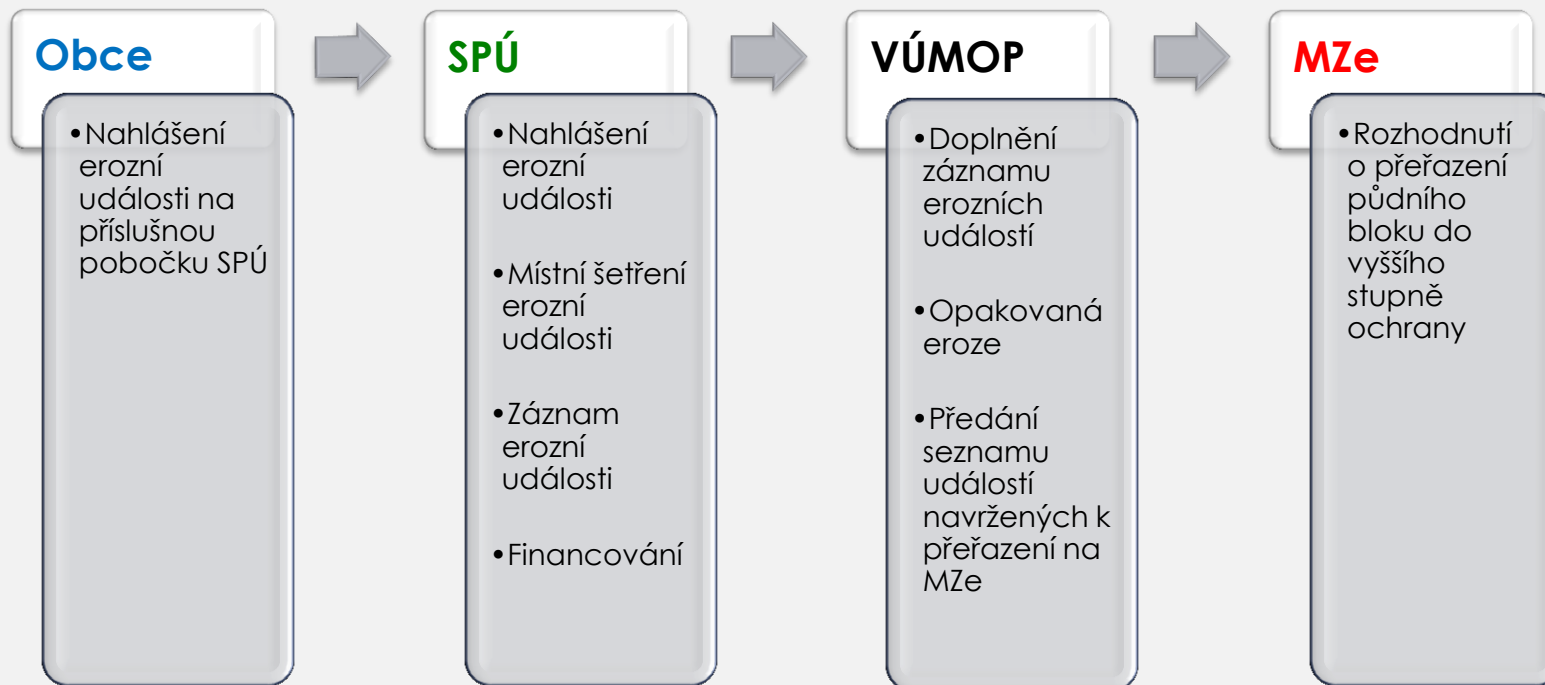 Obce
•Nahlášení
erozní
události na
příslušnou
pobočku SPÚ
SPÚ
•Nahlášení
erozní
události
•Místní šetření
erozní
události
•Záznam
erozní
události
•Financování
VÚMOP
•Doplnění
záznamu
erozních
událostí
•Opakovaná
eroze
•Předání
seznamu
událostí
navržených k
přeřazení na
MZe
MZe
•Rozhodnutí
o přeřazení
půdního
bloku do
vyššího
stupně
ochrany